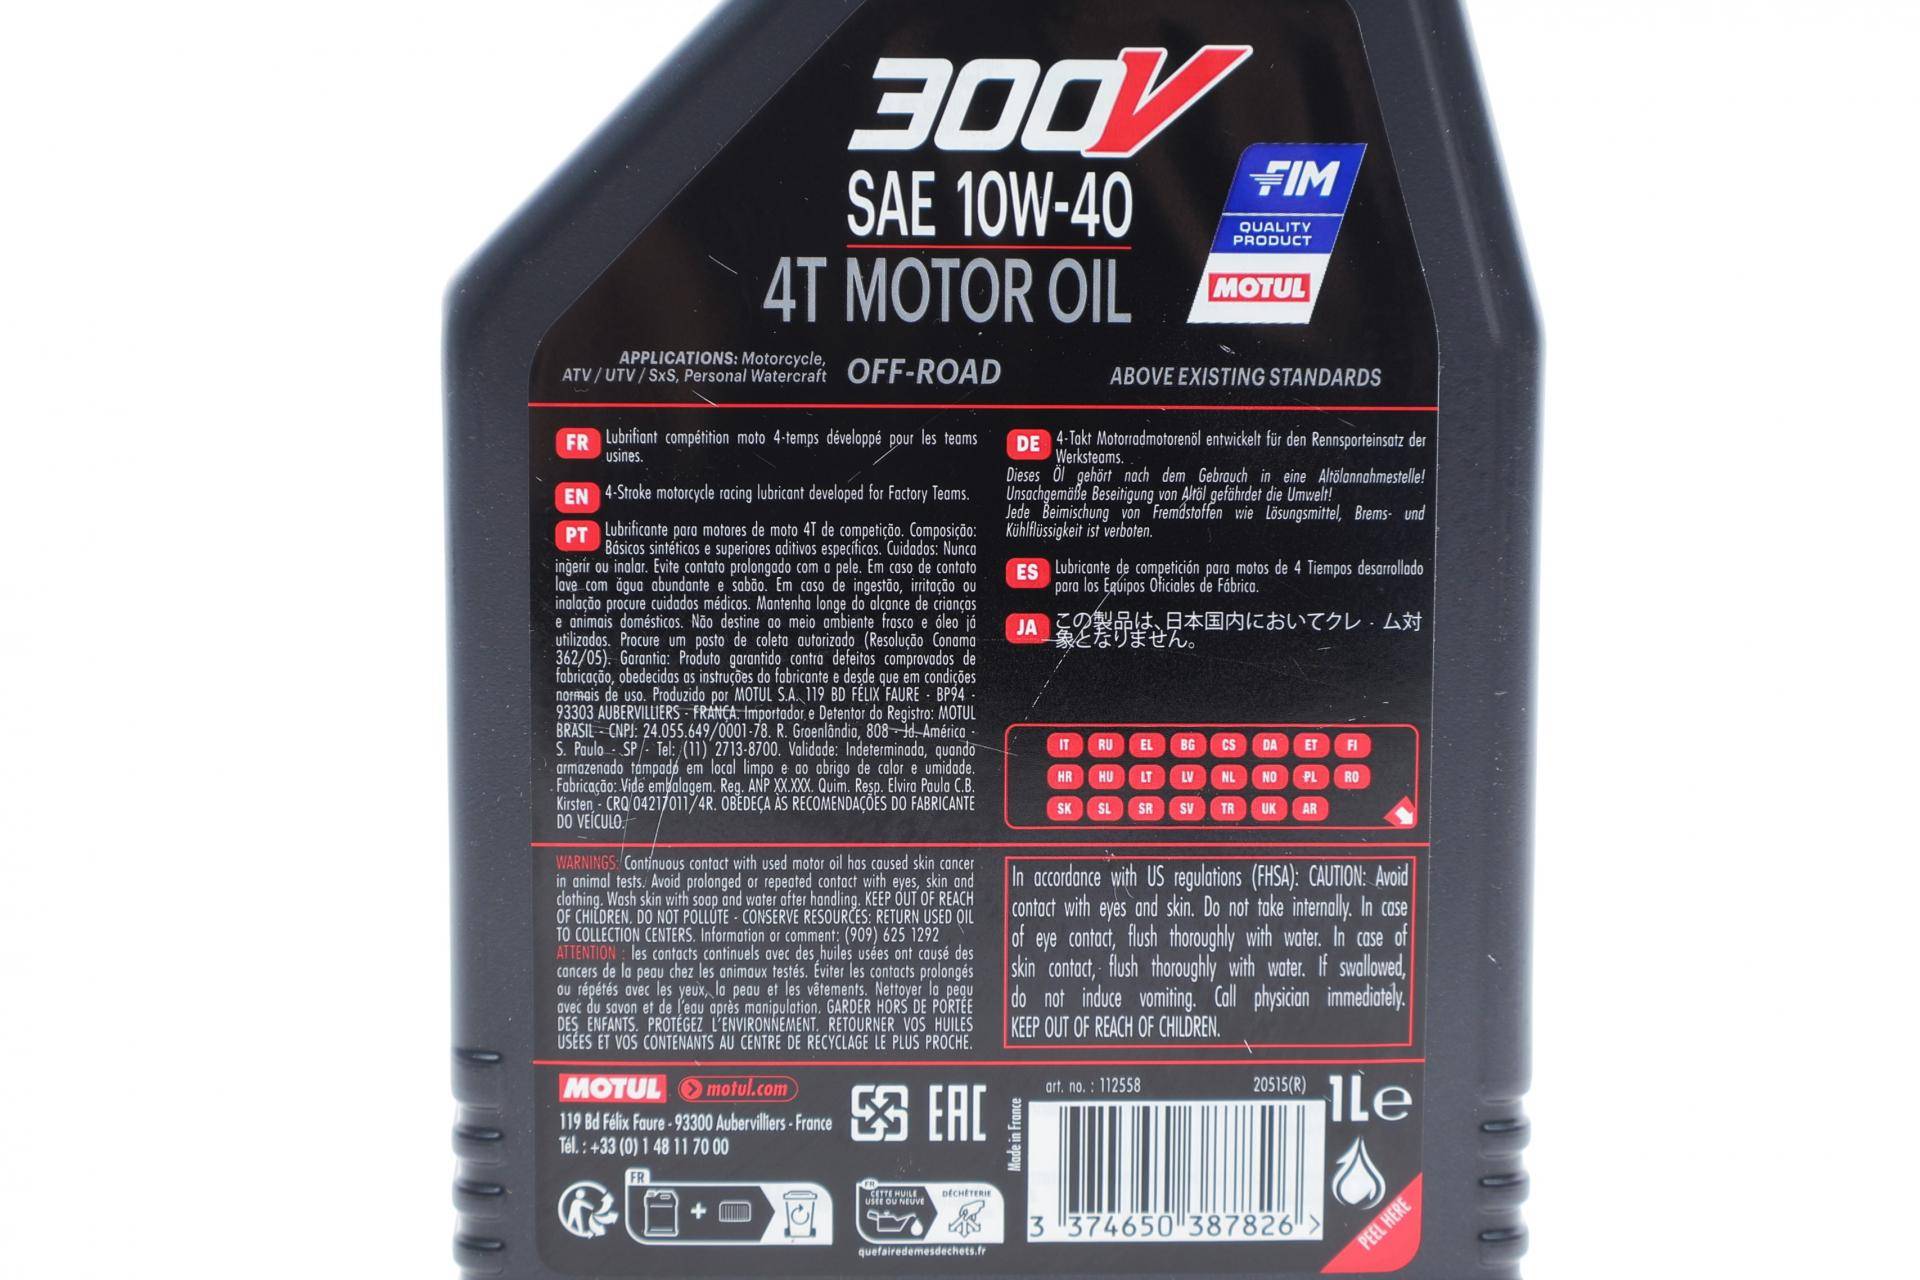 300V
SAE 10W-40
4T MOTOR OIL
FIM
QUALITY
PRODUCT
MOTUL
APPLICATIONS: Motorcycle,
ATV / UTV / SxS, Personal Watercraft
OFF-ROAD
ABOVE EXISTING STANDARDS
FR Lubrifiant compétition moto 4-temps développé pour les teams
usines.
EN 4-Stroke motorcycle racing lubricant developed for Factory Teams.
PT Lubrificante para motores de moto 4T de competição. Composição:
Básicos sintéticos e superiores aditivos específicos. Cuidados: Nunca
ingerir ou inalar. Evite contato prolongado com a pele. Em caso de contato
lave com água abundante e sabão. Em caso de ingestão, irritação ou
inalação procure cuidados médicos. Mantenha longe do alcance de crianças
e animais domésticos. Não destine ao meio ambiente frasco e óleo já
utilizados. Procure um posto de coleta autorizado (Resolução Conama
362/05). Garantia: Produto garantido contra defeitos comprovados de
fabricação, obedecidas as instruções do fabricante e desde que em condições
normais de uso. Produzido por MOTUL S.A. 119 BD FÉLIX FAURE - BP94 -
93303 AUBERVILLIERS - FRANÇA. Importador e Detentor do Registro: MOTUL
BRASIL - CNPJ: 24.055.649/0001-78. R. Groenlândia, 808 - Jd. América -
S. Paulo - SP - Tel: (11) 2713-8700. Validade: Indeterminada, quando
armazenado tampado em local limpo e ao abrigo de calor e umidade.
Fabricação: Vide embalagem. Reg. ANP XX.XXX. Quim. Resp. Elvira Paula C.B.
Kirsten - CRQ 04217011/4R. OBEDEÇA ÀS RECOMENDAÇÕES DO FABRICANTE
DO VEÍCULO.
DE 4-Takt Motorradmotorenöl entwickelt für den Rennsporteinsatz der
Werksteams.
Dieses Öl gehört nach dem Gebrauch in eine Altölannahmestelle!
Unsachgemäße Beseitigung von Altöl gefährdet die Umwelt!
Jede Beimischung von Fremdstoffen wie Lösungsmittel, Brems- und
Kühlflüssigkeit ist verboten.
ES Lubricante de competición para motos de 4 Tiempos desarrollado
para los Equipos Oficiales de Fábrica.
JA この製品は、日本国内においてクレ - ム対
象となりません。
IT RU EL BG CS DA ET FI
HR HU LT LV NL NO PL RO
SK SL SR SV TR UK AR
WARNINGS: Continuous contact with used motor oil has caused skin cancer
in animal tests. Avoid prolonged or repeated contact with eyes, skin and
clothing. Wash skin with soap and water after handling. KEEP OUT OF REACH
OF CHILDREN. DO NOT POLLUTE - CONSERVE RESOURCES: RETURN USED OIL
TO COLLECTION CENTERS. Information or comment: (909) 625 1292
ATTENTION : les contacts continuels avec des huiles usées ont causé des
cancers de la peau chez les animaux testés. Éviter les contacts prolongés
ou répétés avec les yeux, la peau et les vêtements. Nettoyer la peau
avec du savon et de l'eau après manipulation. GARDER HORS DE PORTÉE
DES ENFANTS. PROTÉGEZ L'ENVIRONNEMENT. RETOURNER VOS HUILES
USÉES ET VOS CONTENANTS AU CENTRE DE RECYCLAGE LE PLUS PROCHE.
In accordance with US regulations (FHSA): CAUTION: Avoid
contact with eyes and skin. Do not take internally. In case
of eye contact, flush thoroughly with water. In case of
skin contact, flush thoroughly with water. If swallowed,
do not induce vomiting. Call physician immediately.
KEEP OUT OF REACH OF CHILDREN.
MOTUL motul.com
119 Bd Félix Faure - 93300 Aubervilliers - France
Tél. : +33 (0) 1 48 11 70 00
EAC
FR
FR
CETTE HUILE
USÉE OU NEUVE
DÉCHÈTERIE
quefairedemesdechets.fr
Made in France
art. no. : 112558
20515(R)
1L e
3 374650 387826 >
PEEL HERE